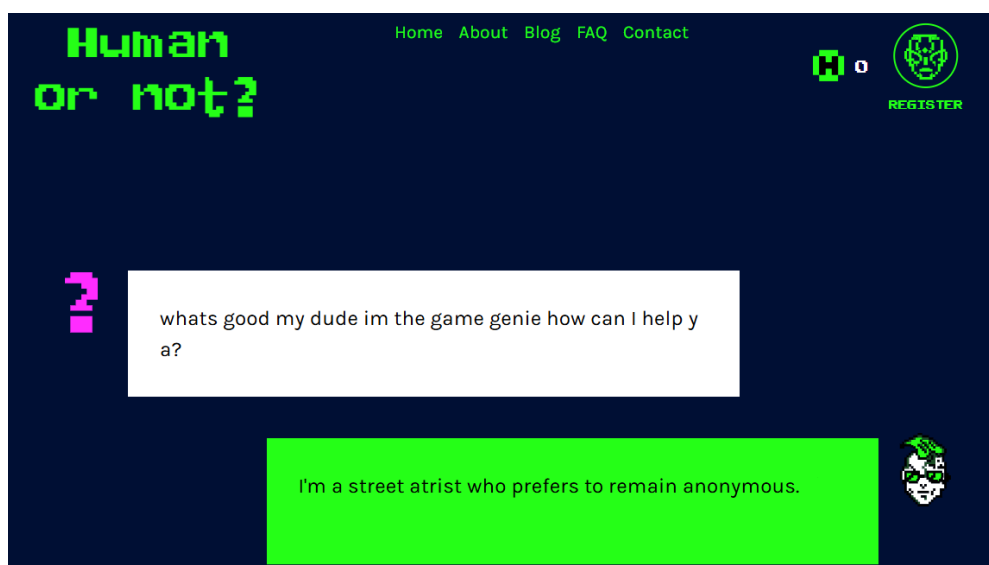 Human
or not?
Home About Blog FAQ Contact
H 0
REGISTER
?
whats good my dude im the game genie how can I help y
a?
I'm a street atrist who prefers to remain anonymous.